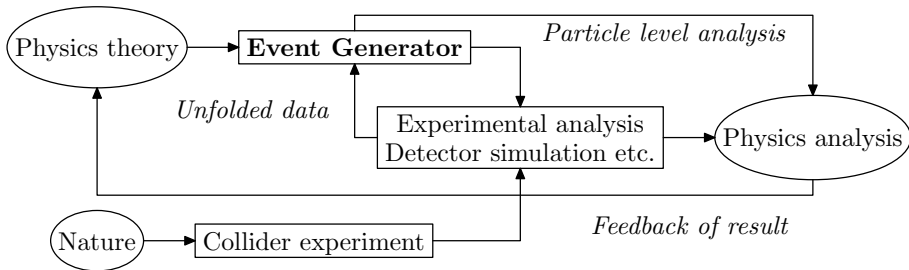 Physics theory
Event Generator
Particle level analysis
Unfolded data
Experimental analysis
Detector simulation etc.
Physics analysis
Feedback of result
Nature
Collider experiment